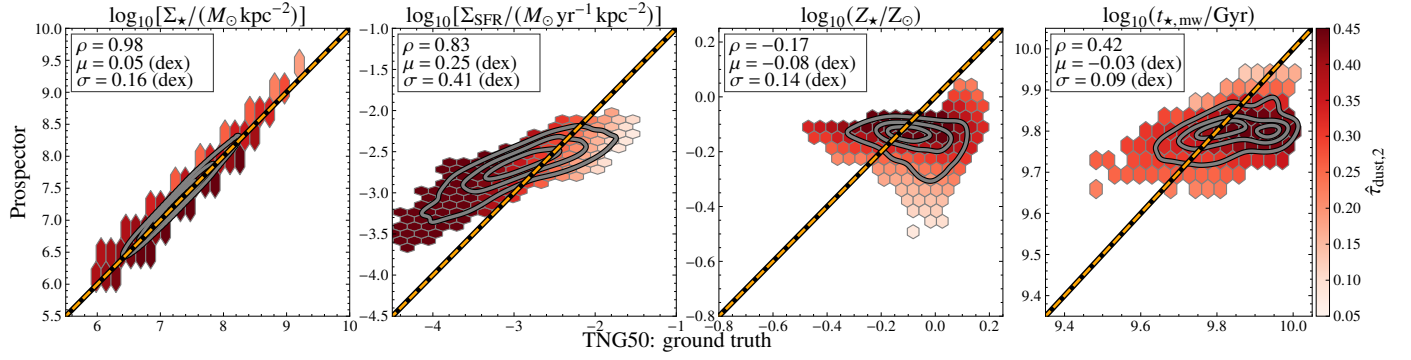 log₁₀[Σ⋆/(M⊙ kpc⁻²)]
ρ = 0.98
μ = 0.05 (dex)
σ = 0.16 (dex)
10.0
9.5
9.0
8.5
8.0
7.5
7.0
6.5
6.0
5.5
6 7 8 9 10
Prospector
log₁₀[Σ_SFR/(M⊙ yr⁻¹ kpc⁻²)]
ρ = 0.83
μ = 0.25 (dex)
σ = 0.41 (dex)
−1.0
−1.5
−2.0
−2.5
−3.0
−3.5
−4.0
−4.5
−4 −3 −2 −1
log₁₀(Z⋆/Z⊙)
ρ = −0.17
μ = −0.08 (dex)
σ = 0.14 (dex)
0.2
−0.0
−0.2
−0.4
−0.6
−0.8
−0.8 −0.6 −0.4 −0.2 0.0 0.2
log₁₀(t⋆,mw/Gyr)
ρ = 0.42
μ = −0.03 (dex)
σ = 0.09 (dex)
10.0
9.9
9.8
9.7
9.6
9.5
9.4
9.4 9.6 9.8 10.0
0.45
0.40
0.35
0.30
0.25
0.20
0.15
0.10
0.05
τ̂dust,2
TNG50: ground truth